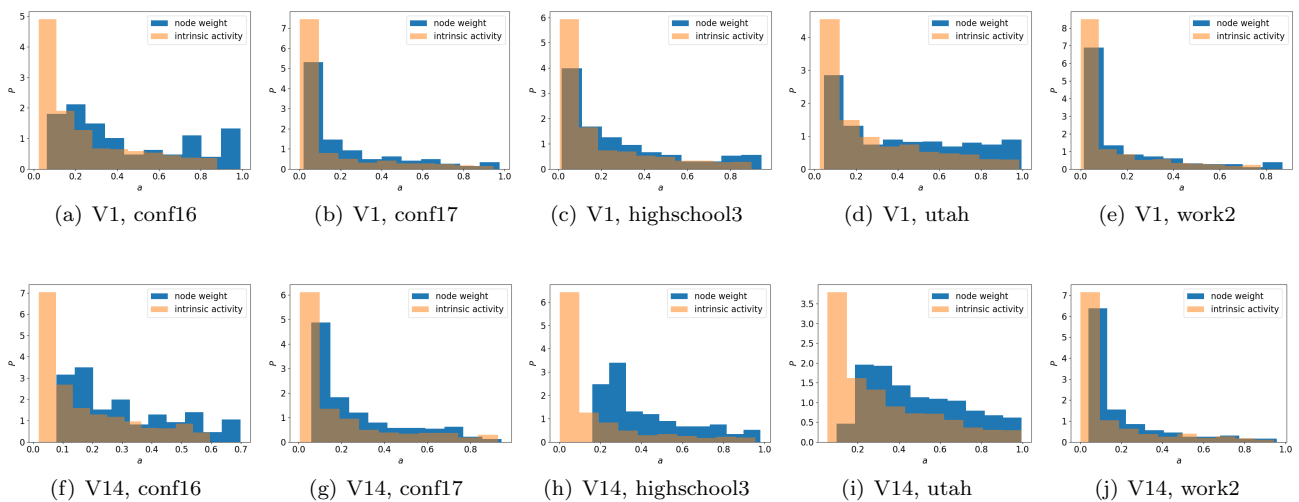 5
4
3
2
1
0
P
0.0 0.2 0.4 0.6 0.8 1.0
a
node weight
intrinsic activity
(a) V1, conf16
7
6
5
4
3
2
1
0
P
0.0 0.2 0.4 0.6 0.8 1.0
a
node weight
intrinsic activity
(b) V1, conf17
6
5
4
3
2
1
0
P
0.0 0.2 0.4 0.6 0.8
a
node weight
intrinsic activity
(c) V1, highschool3
4
3
2
1
0
P
0.0 0.2 0.4 0.6 0.8 1.0
a
node weight
intrinsic activity
(d) V1, utah
8
7
6
5
4
3
2
1
0
P
0.0 0.2 0.4 0.6 0.8
a
node weight
intrinsic activity
(e) V1, work2
7
6
5
4
3
2
1
0
P
0.0 0.1 0.2 0.3 0.4 0.5 0.6 0.7
a
node weight
intrinsic activity
(f) V14, conf16
6
5
4
3
2
1
0
P
0.0 0.2 0.4 0.6 0.8
a
node weight
intrinsic activity
(g) V14, conf17
6
5
4
3
2
1
0
P
0.0 0.2 0.4 0.6 0.8 1.0
a
node weight
intrinsic activity
(h) V14, highschool3
3.5
3.0
2.5
2.0
1.5
1.0
0.5
0.0
P
0.0 0.2 0.4 0.6 0.8 1.0
a
node weight
intrinsic activity
(i) V14, utah
7
6
5
4
3
2
1
0
P
0.0 0.2 0.4 0.6 0.8 1.0
a
node weight
intrinsic activity
(j) V14, work2